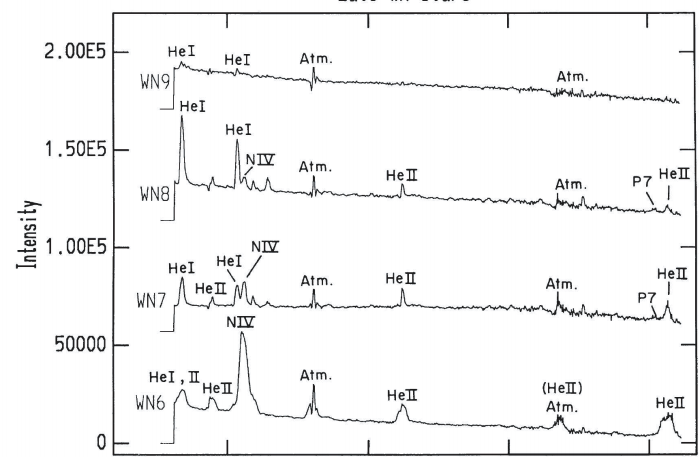 2.00E5
HeI
HeI
Atm.
Atm.
WN9
HeI
HeI
NIV
1.50E5
Atm.
HeII
Atm.
P7
HeII
WN8
Intensity
1.00E5
HeI
HeII
HeI
NIV
Atm.
HeII
Atm.
P7
HeII
WN7
50000
NIV
HeI, II
HeII
Atm.
HeII
(HeII)
Atm.
HeII
WN6
0